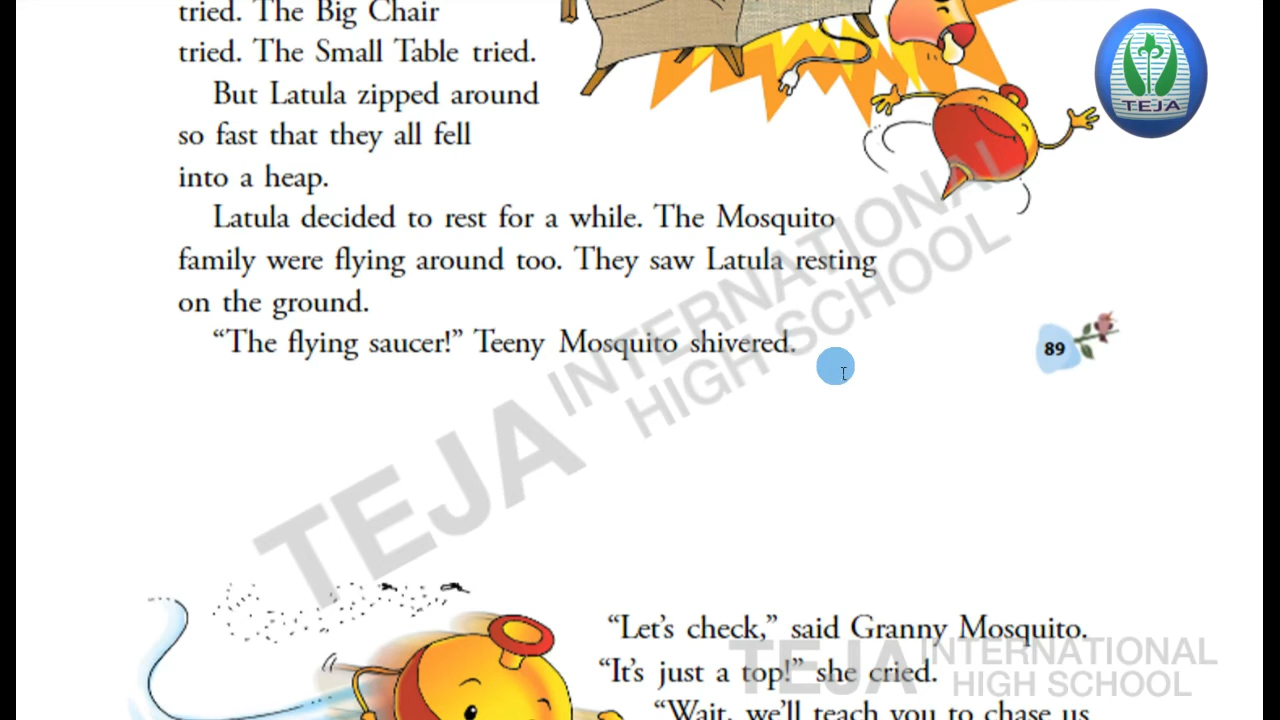 tried. The Big Chair
tried. The Small Table tried.
But Latula zipped around
so fast that they all fell
into a heap.
Latula decided to rest for a while. The Mosquito
family were flying around too. They saw Latula resting
on the ground.
“The flying saucer!” Teeny Mosquito shivered.
89
TEJA
TEJA INTERNATIONAL
HIGH SCHOOL
“Let’s check,” said Granny Mosquito.
“It’s just a top!” she cried.
“Wait, we’ll teach you to chase us
TEJA INTERNATIONAL
HIGH SCHOOL